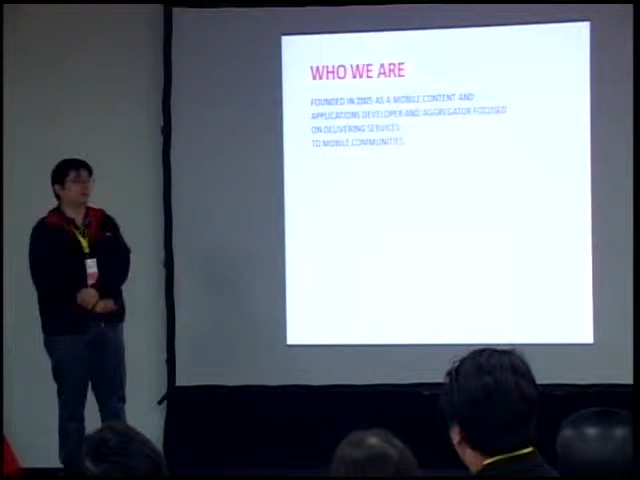 WHO WE ARE
FOUNDED IN 2005 AS A MOBILE CONTENT AND
APPLICATIONS DEVELOPER AND AGGREGATOR FOCUSED
ON DELIVERING SERVICES
TO MOBILE COMMUNITIES.